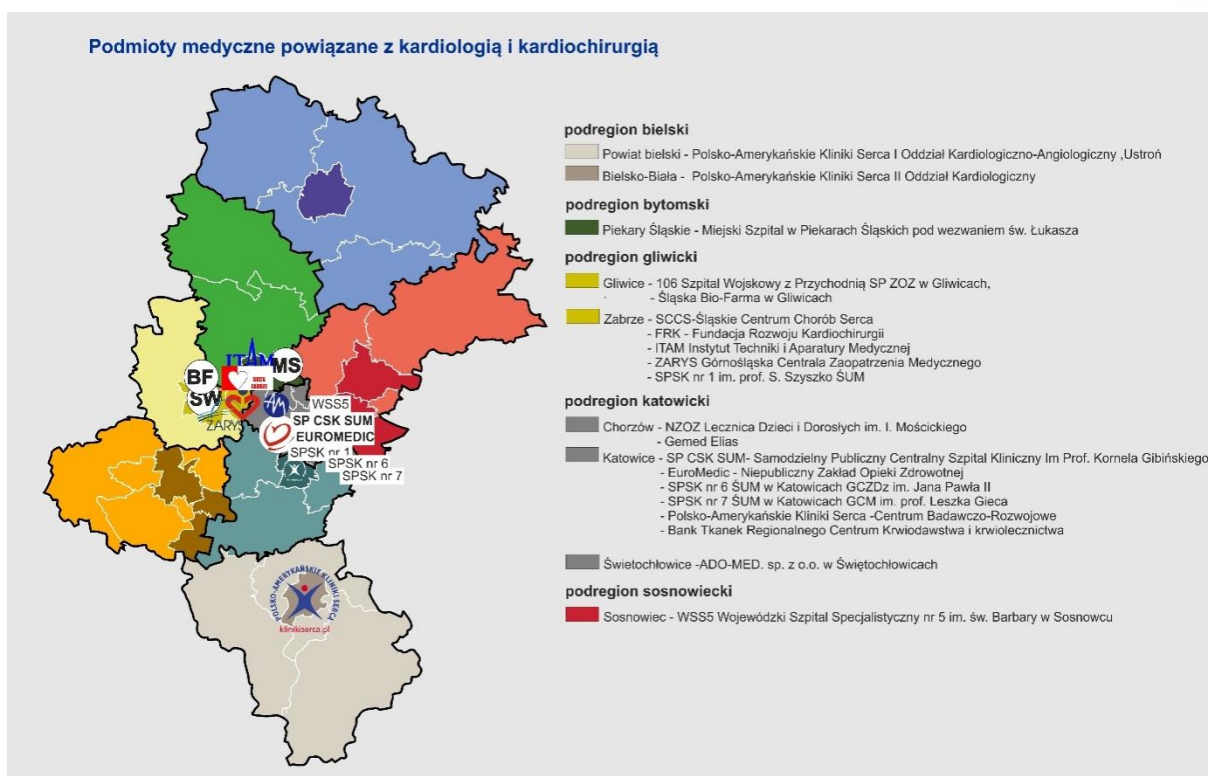 Podmioty medyczne powiązane z kardiologią i kardiochirurgią
podregion bielski
Powiat bielski - Polsko-Amerykańskie Kliniki Serca I Oddział Kardiologiczno-Angiologiczny ,Ustroń
Bielsko-Biała - Polsko-Amerykańskie Kliniki Serca II Oddział Kardiologiczny
podregion bytomski
Piekary Śląskie - Miejski Szpital w Piekarach Śląskich pod wezwaniem św. Łukasza
podregion gliwicki
Gliwice - 106 Szpital Wojskowy z Przychodnią SP ZOZ w Gliwicach,
- Śląska Bio-Farma w Gliwicach
Zabrze - SCCS-Śląskie Centrum Chorób Serca
- FRK - Fundacja Rozwoju Kardiochirurgii
- ITAM Instytut Techniki i Aparatury Medycznej
- ZARYS Górnośląska Centrala Zaopatrzenia Medycznego
- SPSK nr 1 im. prof. S. Szyszko ŚUM
podregion katowicki
Chorzów - NZOZ Lecznica Dzieci i Dorosłych im. I. Mościckiego
- Gemed Elias
Katowice - SP CSK SUM- Samodzielny Publiczny Centralny Szpital Kliniczny Im Prof. Kornela Gibińskiego
- EuroMedic - Niepubliczny Zakład Opieki Zdrowotnej
- SPSK nr 6 ŚUM w Katowicach GCZDz im. Jana Pawła II
- SPSK nr 7 ŚUM w Katowicach GCM im. prof. Leszka Gieca
- Polsko-Amerykańskie Kliniki Serca -Centrum Badawczo-Rozwojowe
- Bank Tkanek Regionalnego Centrum Krwiodawstwa i krwiolecznictwa
Świetochłowice -ADO-MED. sp. z o.o. w Świętochłowicach
podregion sosnowiecki
Sosnowiec - WSS5 Wojewódzki Szpital Specjalistyczny nr 5 im. św. Barbary w Sosnowcu
ITAM
MS
BF
SW
ZARYS
AM
WSS5
SP CSK SUM
EUROMEDIC
SPSK nr 1
SPSK nr 6
SPSK nr 7
POLSKO-AMERYKAŃSKIE KLINIKI SERCA
klinikiserca.pl